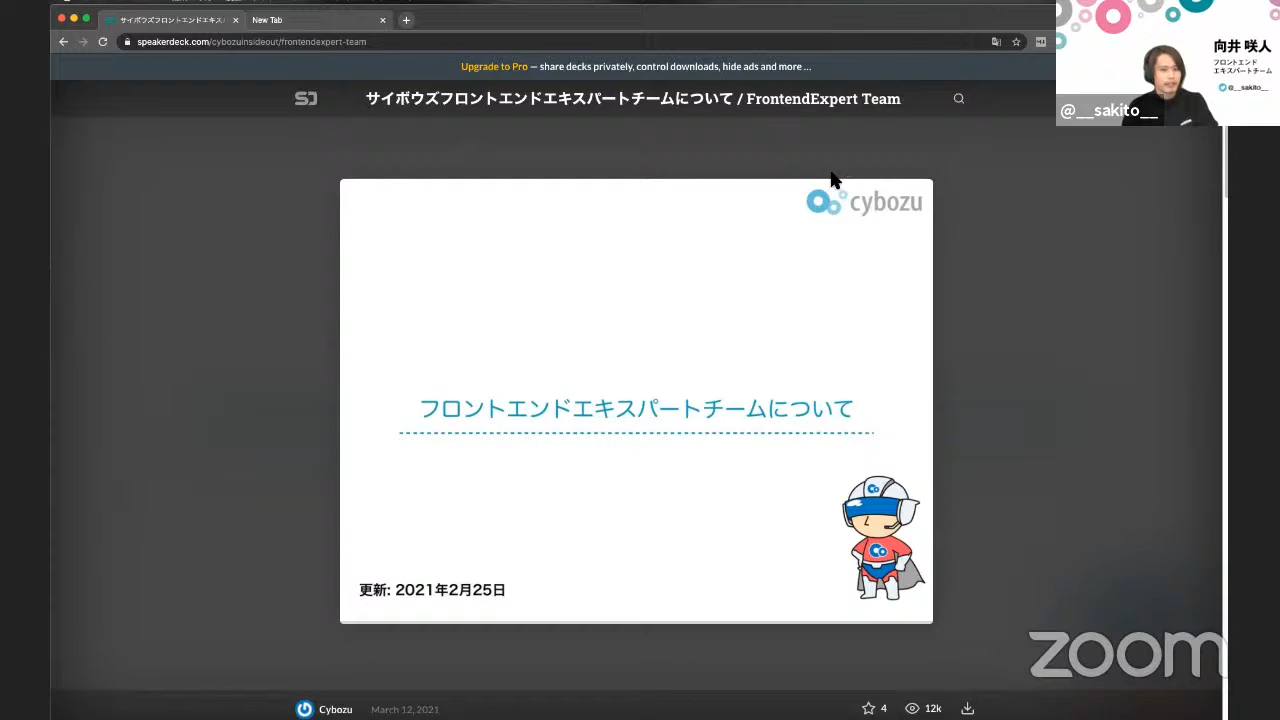 サイボウズフロントエンドエキスパ
New Tab
speakerdeck.com/cybozuinsideout/frontendexpert-team
Upgrade to Pro — share decks privately, control downloads, hide ads and more ...
サイボウズフロントエンドエキスパートチームについて / FrontendExpert Team
向井 咲人
フロントエンド
エキスパートチーム
@__sakito__
@__sakito__
cybozu
フロントエンドエキスパートチームについて
更新: 2021年2月25日
zoom
Cybozu
March 12, 2021
4
12k